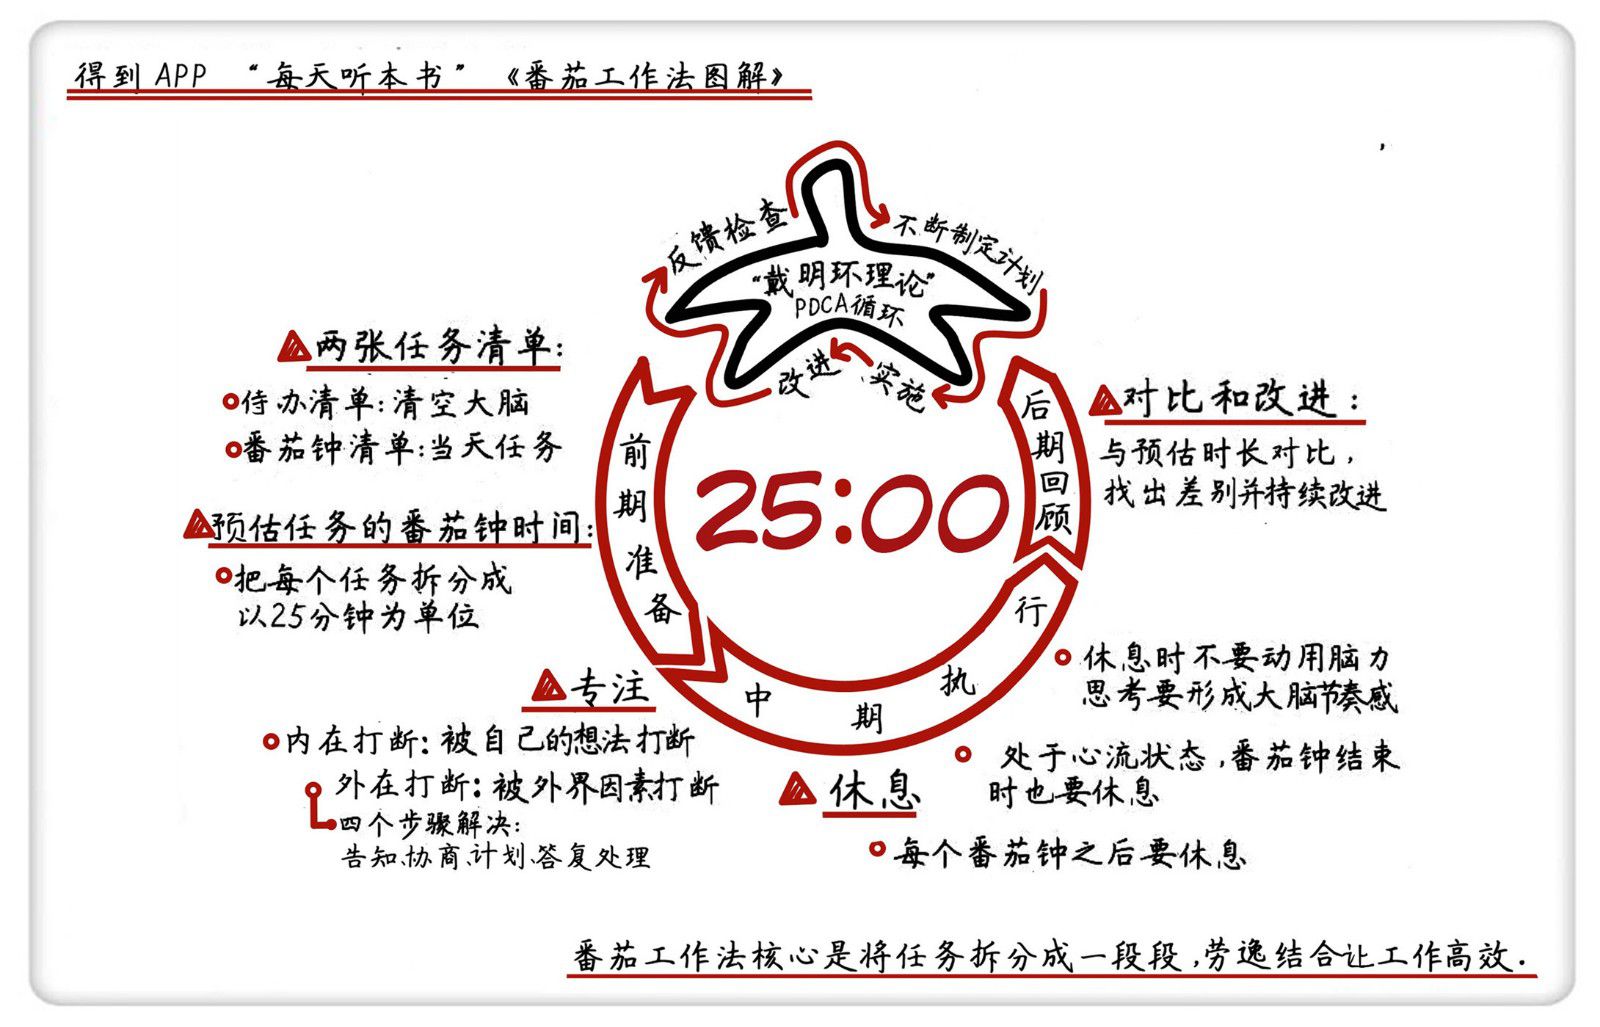 得到 APP “每天听本书” 《番茄工作法图解》
反馈检查
不断制定计划
“戴明环理论”
PDCA循环
改进
实施
两张任务清单:
待办清单:清空大脑
番茄钟清单:当天任务
预估任务的番茄钟时间:
把每个任务拆分成
以25分钟为单位
前期准备
25:00
后期回顾
对比和改进:
与预估时长对比,
找出差别并持续改进
中期执行
专注
内在打断:被自己的想法打断
外在打断:被外界因素打断
四个步骤解决:
告知、协商、计划、答复处理
休息
休息时不要动用脑力
思考要形成大脑节奏感
处于心流状态,番茄钟结束
时也要休息
每个番茄钟之后要休息
番茄工作法核心是将任务拆分成一段段,劳逸结合让工作高效.